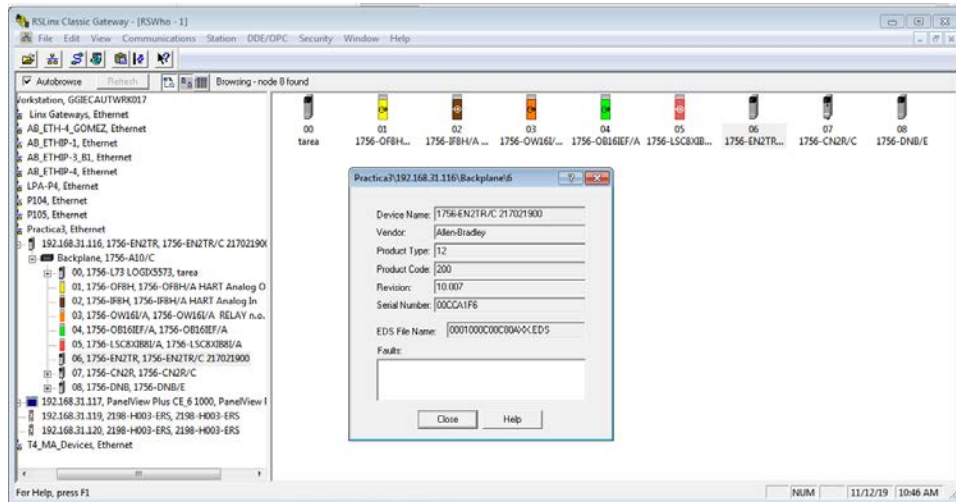 RSLinx Classic Gateway - [RSWho - 1]
File Edit View Communications Station DDE/OPC Security Window Help
Autobrowse Refresh Browsing - node 8 found
Workstation, GGIECAUTWRK017
Linx Gateways, Ethernet
AB_ETH-4_GOMEZ, Ethernet
AB_ETHIP-1, Ethernet
AB_ETHIP-3_B1, Ethernet
AB_ETHIP-4, Ethernet
LPA-P4, Ethernet
P104, Ethernet
P105, Ethernet
Practica3, Ethernet
192.168.31.116, 1756-EN2TR, 1756-EN2TR/C 21702190(
Backplane, 1756-A10/C
00, 1756-L73 LOGIX5573, tarea
01, 1756-OF8H, 1756-OF8H/A HART Analog O
02, 1756-IF8H, 1756-IF8H/A HART Analog In
03, 1756-OW16I/A, 1756-OW16I/A RELAY n.o.
04, 1756-OB16IEF/A, 1756-OB16IEF/A
05, 1756-LSC8XIB8I/A, 1756-LSC8XIB8I/A
06, 1756-EN2TR, 1756-EN2TR/C 217021900
07, 1756-CN2R, 1756-CN2R/C
08, 1756-DNB, 1756-DNB/E
192.168.31.117, PanelView Plus CE_6 1000, PanelView
192.168.31.119, 2198-H003-ERS, 2198-H003-ERS
192.168.31.120, 2198-H003-ERS, 2198-H003-ERS
T4_MA_Devices, Ethernet
00 01 02 03 04 05 06 07 08
tarea 1756-OF8H... 1756-IF8H/A ... 1756-OW16I/... 1756-OB16IEF/A 1756-LSC8XIB... 1756-EN2TR... 1756-CN2R/C 1756-DNB/E
Practica3\192.168.31.116\Backplane\6
Device Name: 1756-EN2TR/C 217021900
Vendor: Allen-Bradley
Product Type: 12
Product Code: 200
Revision: 10.007
Serial Number: 00CCA1F6
EDS File Name: 0001000C00C80AXX.EDS
Faults:
Close Help
For Help, press F1
NUM 11/12/19 10:46 AM